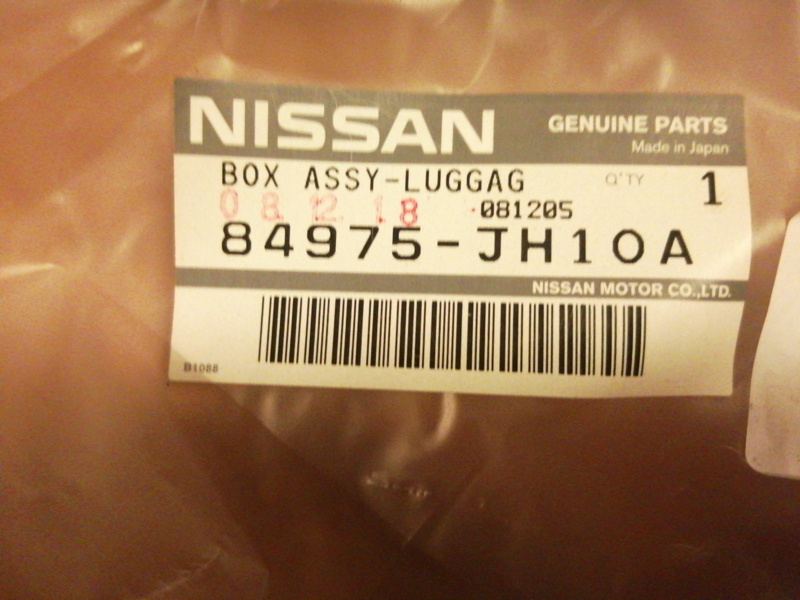 NISSAN GENUINE PARTS
Made in Japan
BOX ASSY-LUGGAG Q'TY 1
08.12.18 081205
84975-JH10A
NISSAN MOTOR CO.,LTD.
B1088